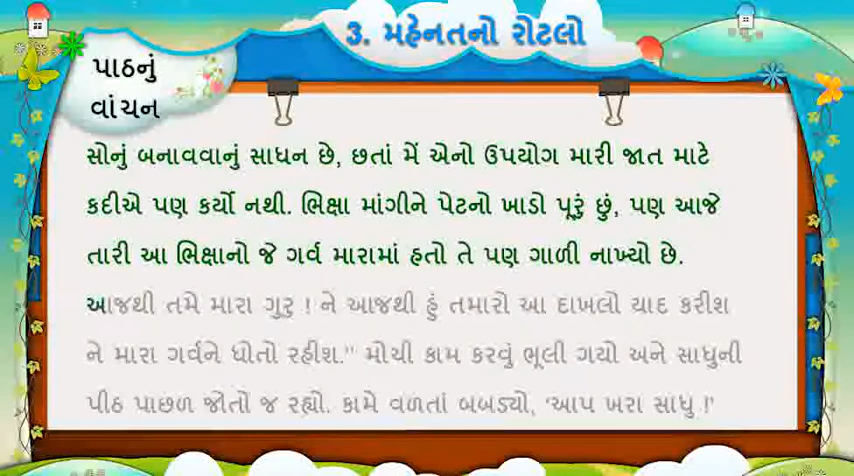 3. મહેનતનો રોટલો
પાઠનું
વાંચન
સોનું બનાવવાનું સાધન છે, છતાં મેં એનો ઉપયોગ મારી જાત માટે
કદીએ પણ કર્યો નથી. ભિક્ષા માંગીને પેટનો ખાડો પૂરું છું, પણ આજે
તારી આ ભિક્ષાનો જે ગર્વ મારામાં હતો તે પણ ગાળી નાખ્યો છે.
આજથી તમે મારા ગુરુ ! ને આજથી હું તમારો આ દાખલો યાદ કરીશ
ને મારા ગર્વને ધોતો રહીશ." મોચી કામ કરવું ભૂલી ગયો અને સાધુની
પીઠ પાછળ જોતો જ રહ્યો. કામે વળતાં બબડ્યો, 'આપ ખરા સાધુ !'